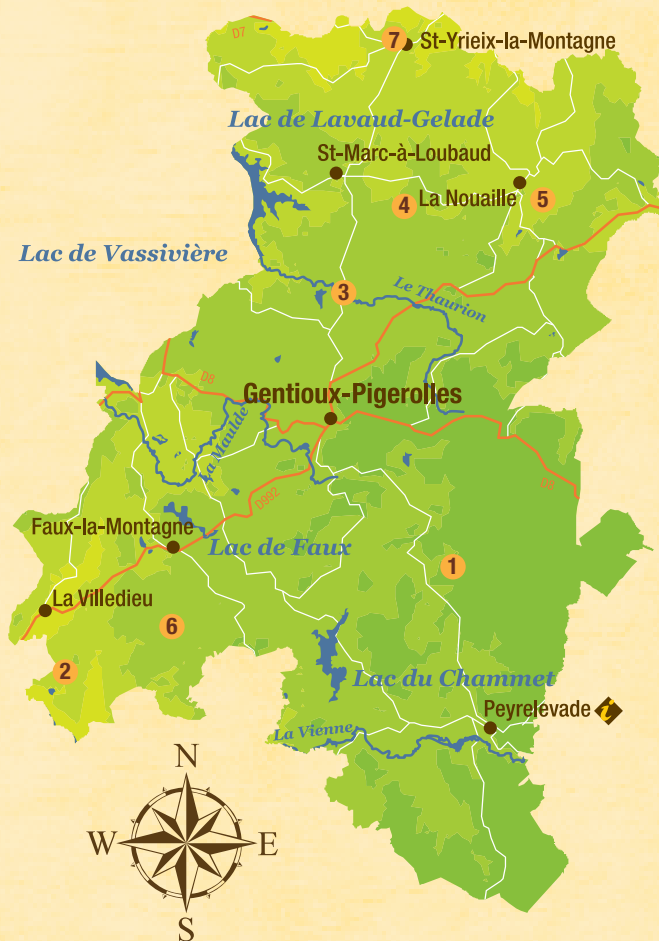 D7
7
St-Yrieix-la-Montagne
Lac de Lavaud-Gelade
St-Marc-à-Loubaud
La Nouaille
5
4
Lac de Vassivière
3
Le Thaurion
D8
Gentioux-Pigerolles
La Maulde
D8
D992
Faux-la-Montagne
Lac de Faux
1
La Villedieu
6
2
Lac du Chammet
Peyrelevade i
La Vienne
N
W
E
S